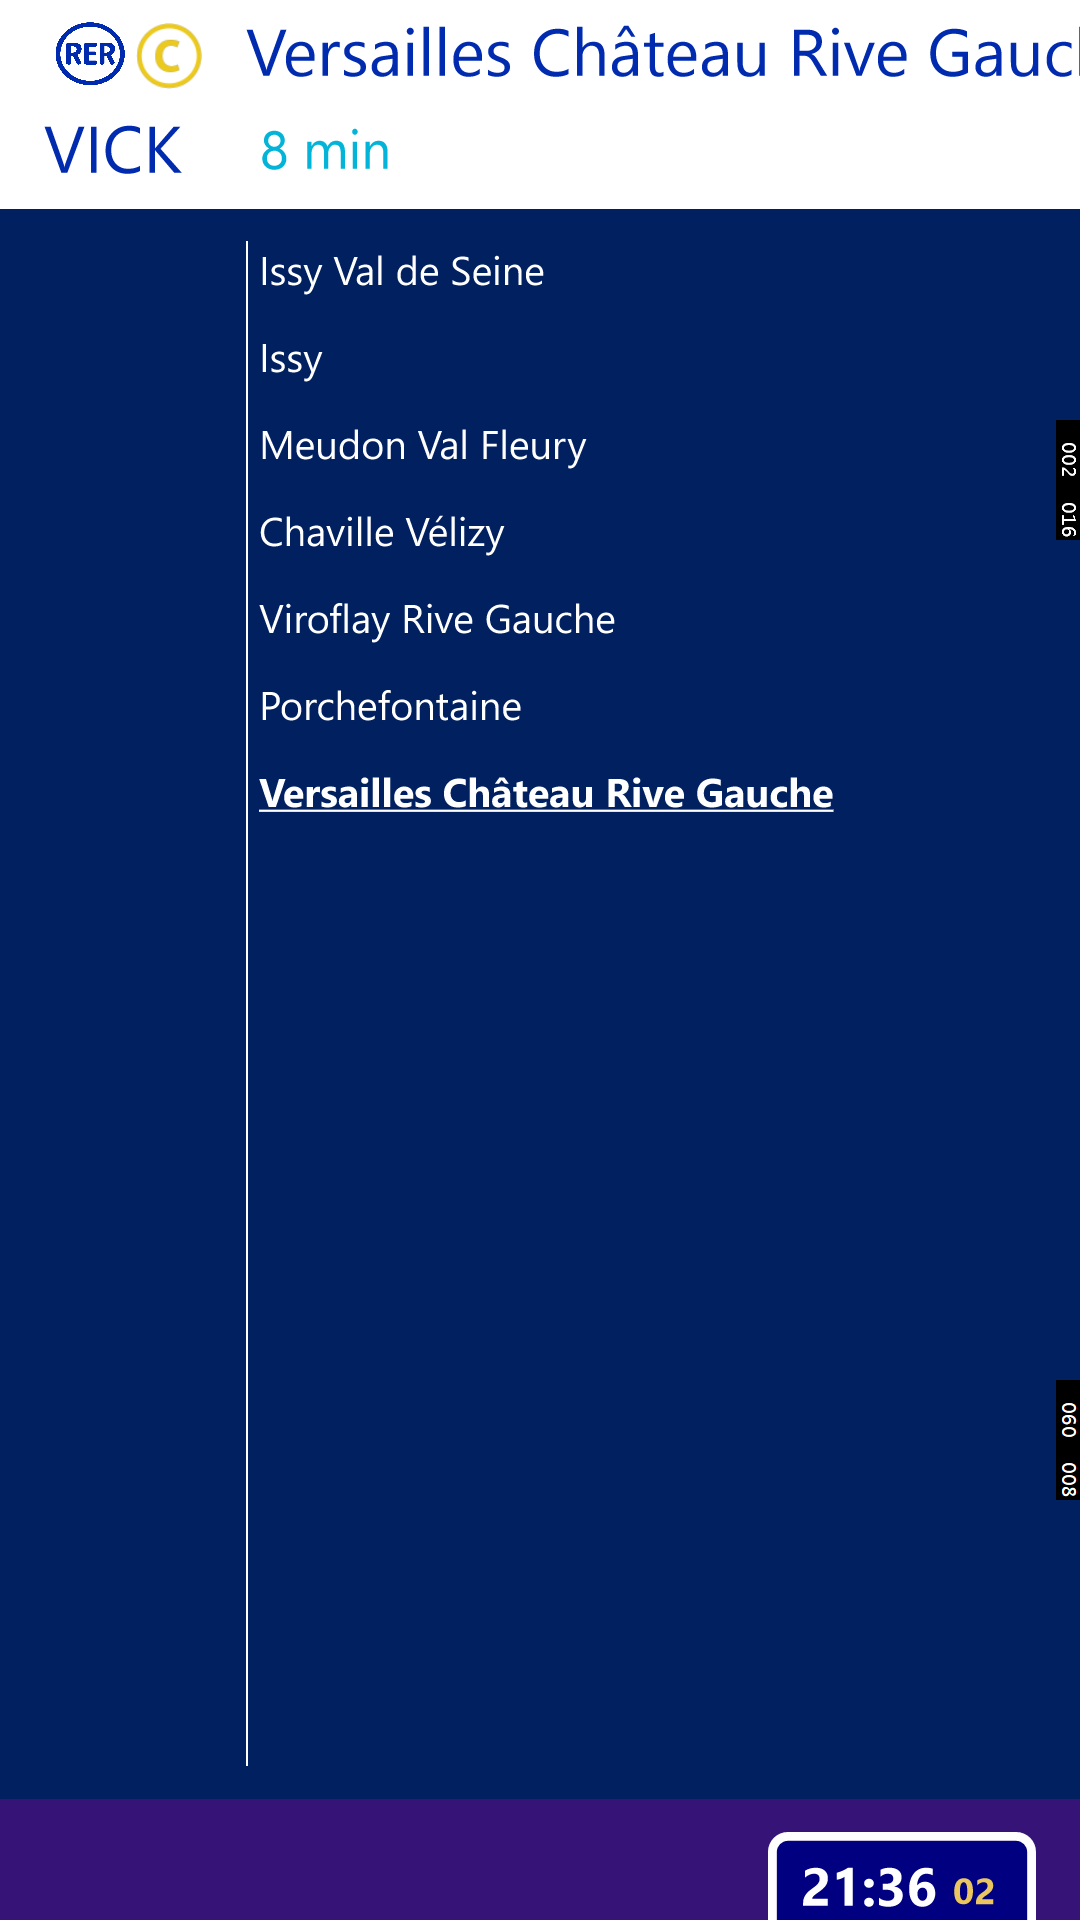 RER C Versailles Château Rive Gauc
VICK 8 min
Issy Val de Seine
Issy
Meudon Val Fleury
002 016
Chaville Vélizy
Viroflay Rive Gauche
Porchefontaine
Versailles Château Rive Gauche
060 008
21:36 02